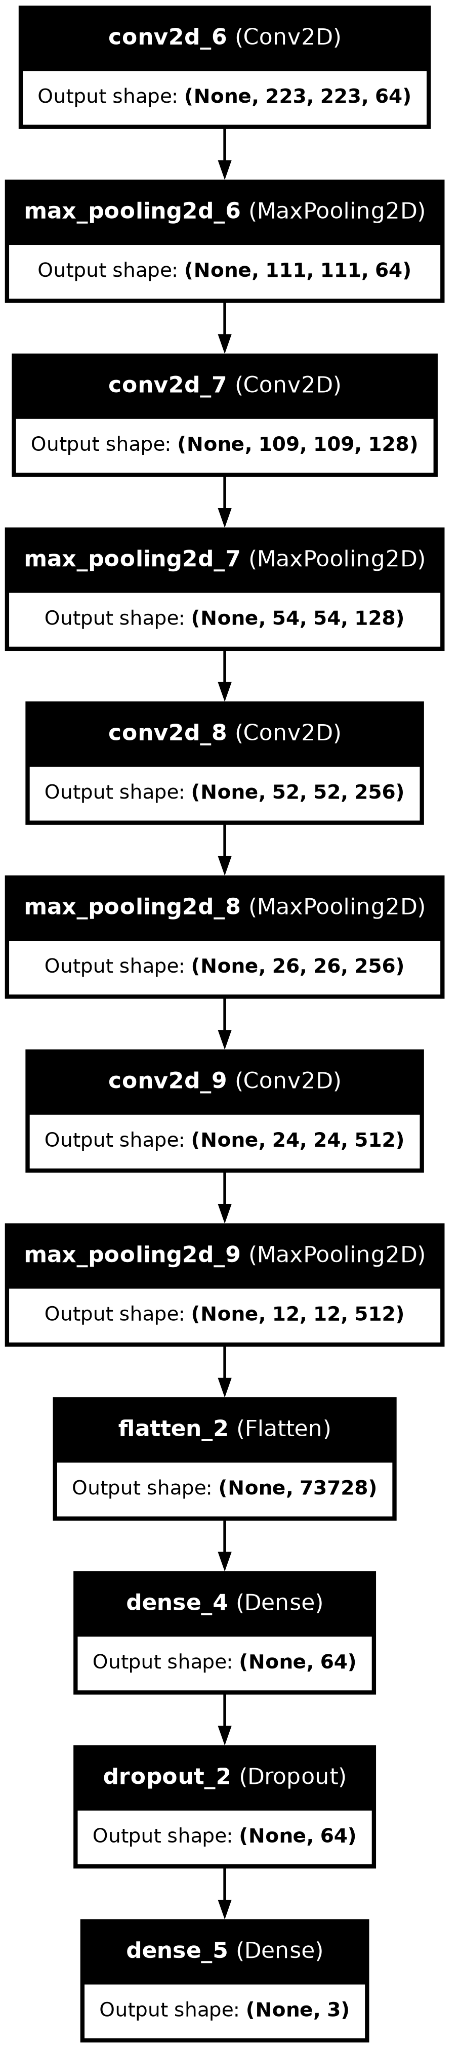 conv2d_6 (Conv2D)
Output shape: (None, 223, 223, 64)
max_pooling2d_6 (MaxPooling2D)
Output shape: (None, 111, 111, 64)
conv2d_7 (Conv2D)
Output shape: (None, 109, 109, 128)
max_pooling2d_7 (MaxPooling2D)
Output shape: (None, 54, 54, 128)
conv2d_8 (Conv2D)
Output shape: (None, 52, 52, 256)
max_pooling2d_8 (MaxPooling2D)
Output shape: (None, 26, 26, 256)
conv2d_9 (Conv2D)
Output shape: (None, 24, 24, 512)
max_pooling2d_9 (MaxPooling2D)
Output shape: (None, 12, 12, 512)
flatten_2 (Flatten)
Output shape: (None, 73728)
dense_4 (Dense)
Output shape: (None, 64)
dropout_2 (Dropout)
Output shape: (None, 64)
dense_5 (Dense)
Output shape: (None, 3)